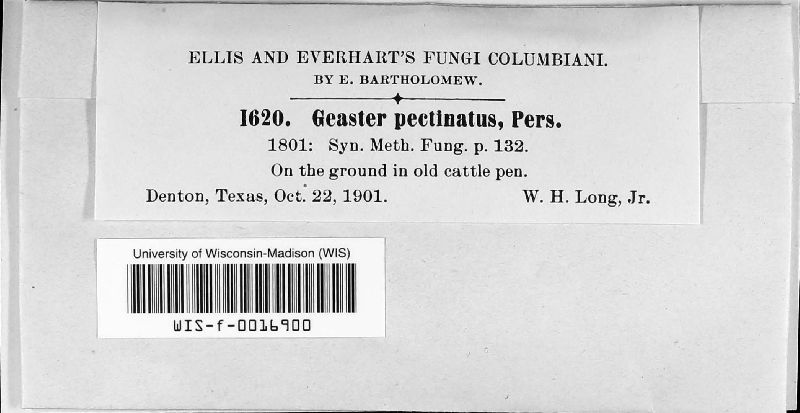 ELLIS AND EVERHART'S FUNGI COLUMBIANI.
BY E. BARTHOLOMEW.
1620. Geaster pectinatus, Pers.
1801: Syn. Meth. Fung. p. 132.
On the ground in old cattle pen.
Denton, Texas, Oct. 22, 1901. W. H. Long, Jr.
University of Wisconsin-Madison (WIS)
WIS-f-0016900